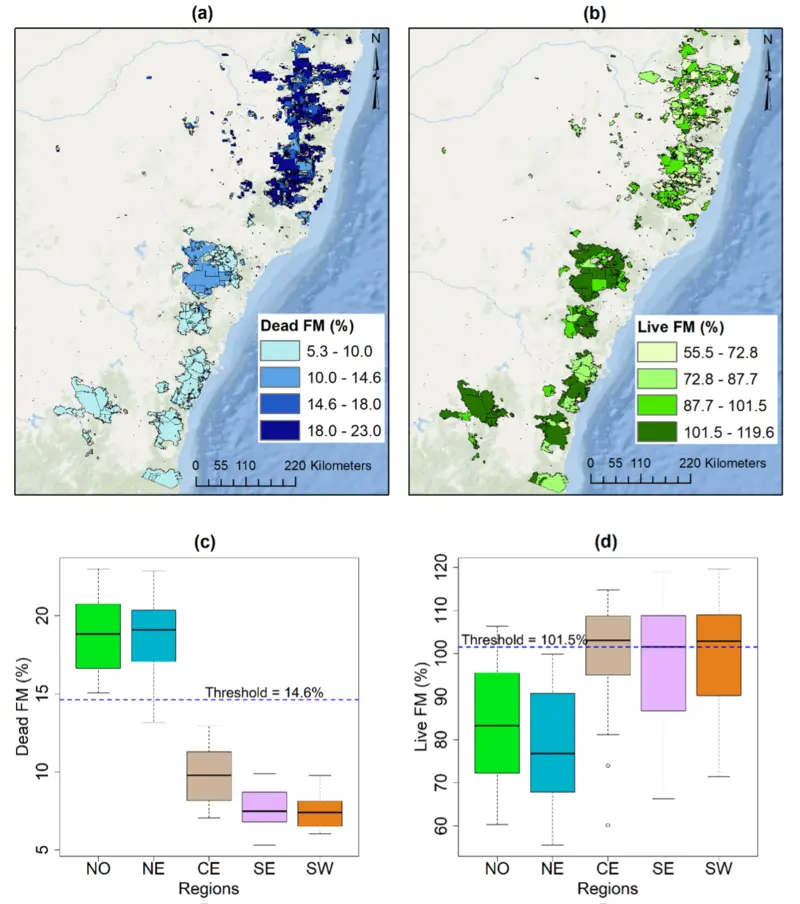 (a)
(b)
N
N
Dead FM (%)
5.3 - 10.0
10.0 - 14.6
14.6 - 18.0
18.0 - 23.0
0 55 110 220 Kilometers
Live FM (%)
55.5 - 72.8
72.8 - 87.7
87.7 - 101.5
101.5 - 119.6
0 55 110 220 Kilometers
(c)
Dead FM (%)
20
15
10
5
Threshold = 14.6%
NO NE CE SE SW
Regions
(d)
Live FM (%)
120
110
100
90
80
70
60
Threshold = 101.5%
NO NE CE SE SW
Regions